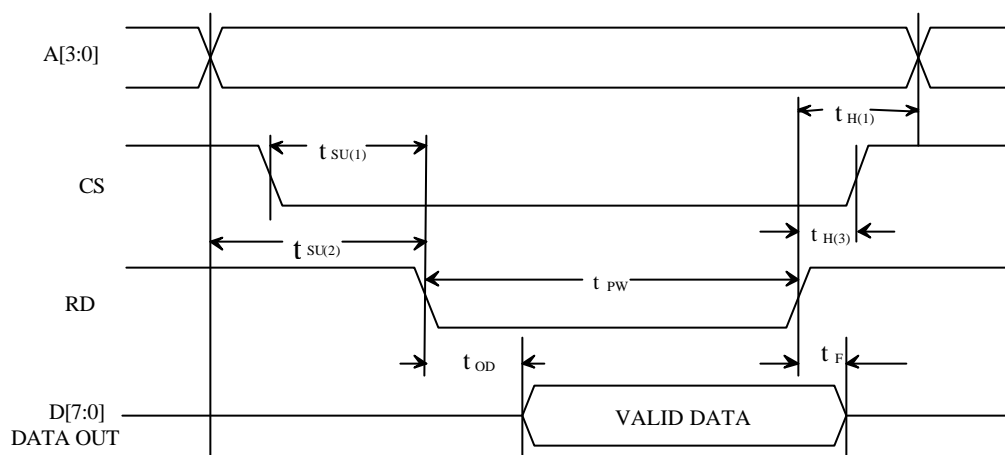 A[3:0]
t H(1)
t SU(1)
CS
t H(3)
t SU(2)
t PW
RD
t OD
t F
D[7:0]
DATA OUT
VALID DATA